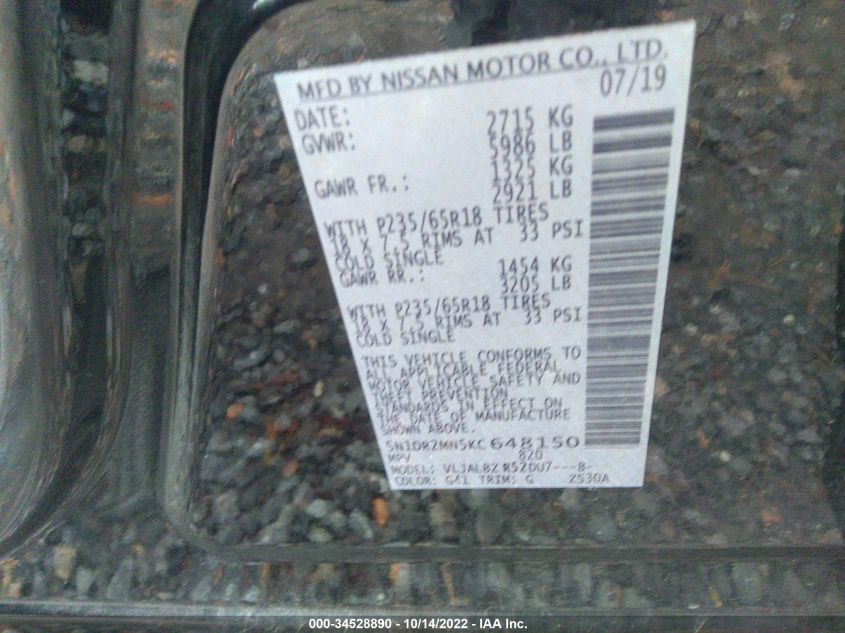 MFD BY NISSAN MOTOR CO., LTD.
DATE: 07/19
GVWR: 2715 KG
5986 LB
GAWR FR.: 1325 KG
2921 LB
WITH P235/65R18 TIRES
18 X 7.5 RIMS AT 33 PSI
COLD SINGLE
GAWR RR.: 1454 KG
3205 LB
WITH P235/65R18 TIRES
18 X 7.5 RIMS AT 33 PSI
COLD SINGLE
THIS VEHICLE CONFORMS TO
ALL APPLICABLE FEDERAL
MOTOR VEHICLE SAFETY AND
THEFT PREVENTION
STANDARDS IN EFFECT ON
THE DATE OF MANUFACTURE
SHOWN ABOVE.
5N1DR2MN5KC648150
MPV 820
MODEL: R52DU7---B-
COLOR: G41 TRIM: G 2530A
000-34528890 - 10/14/2022 - IAA Inc.